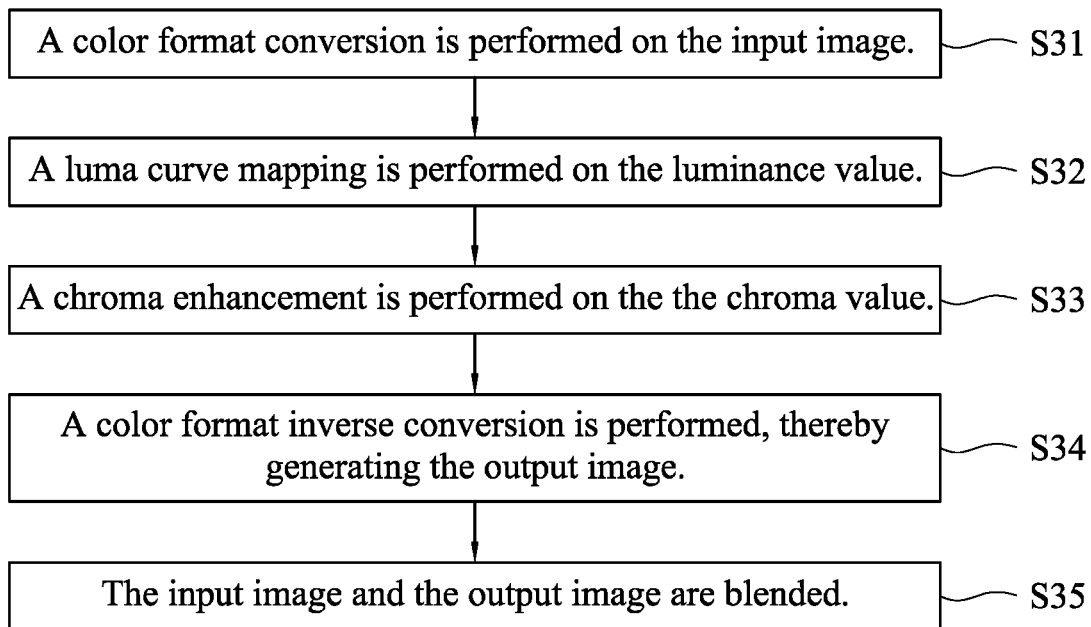 A color format conversion is performed on the input image.
S31
A luma curve mapping is performed on the luminance value.
S32
A chroma enhancement is performed on the the chroma value.
S33
A color format inverse conversion is performed, thereby
generating the output image.
S34
The input image and the output image are blended.
S35